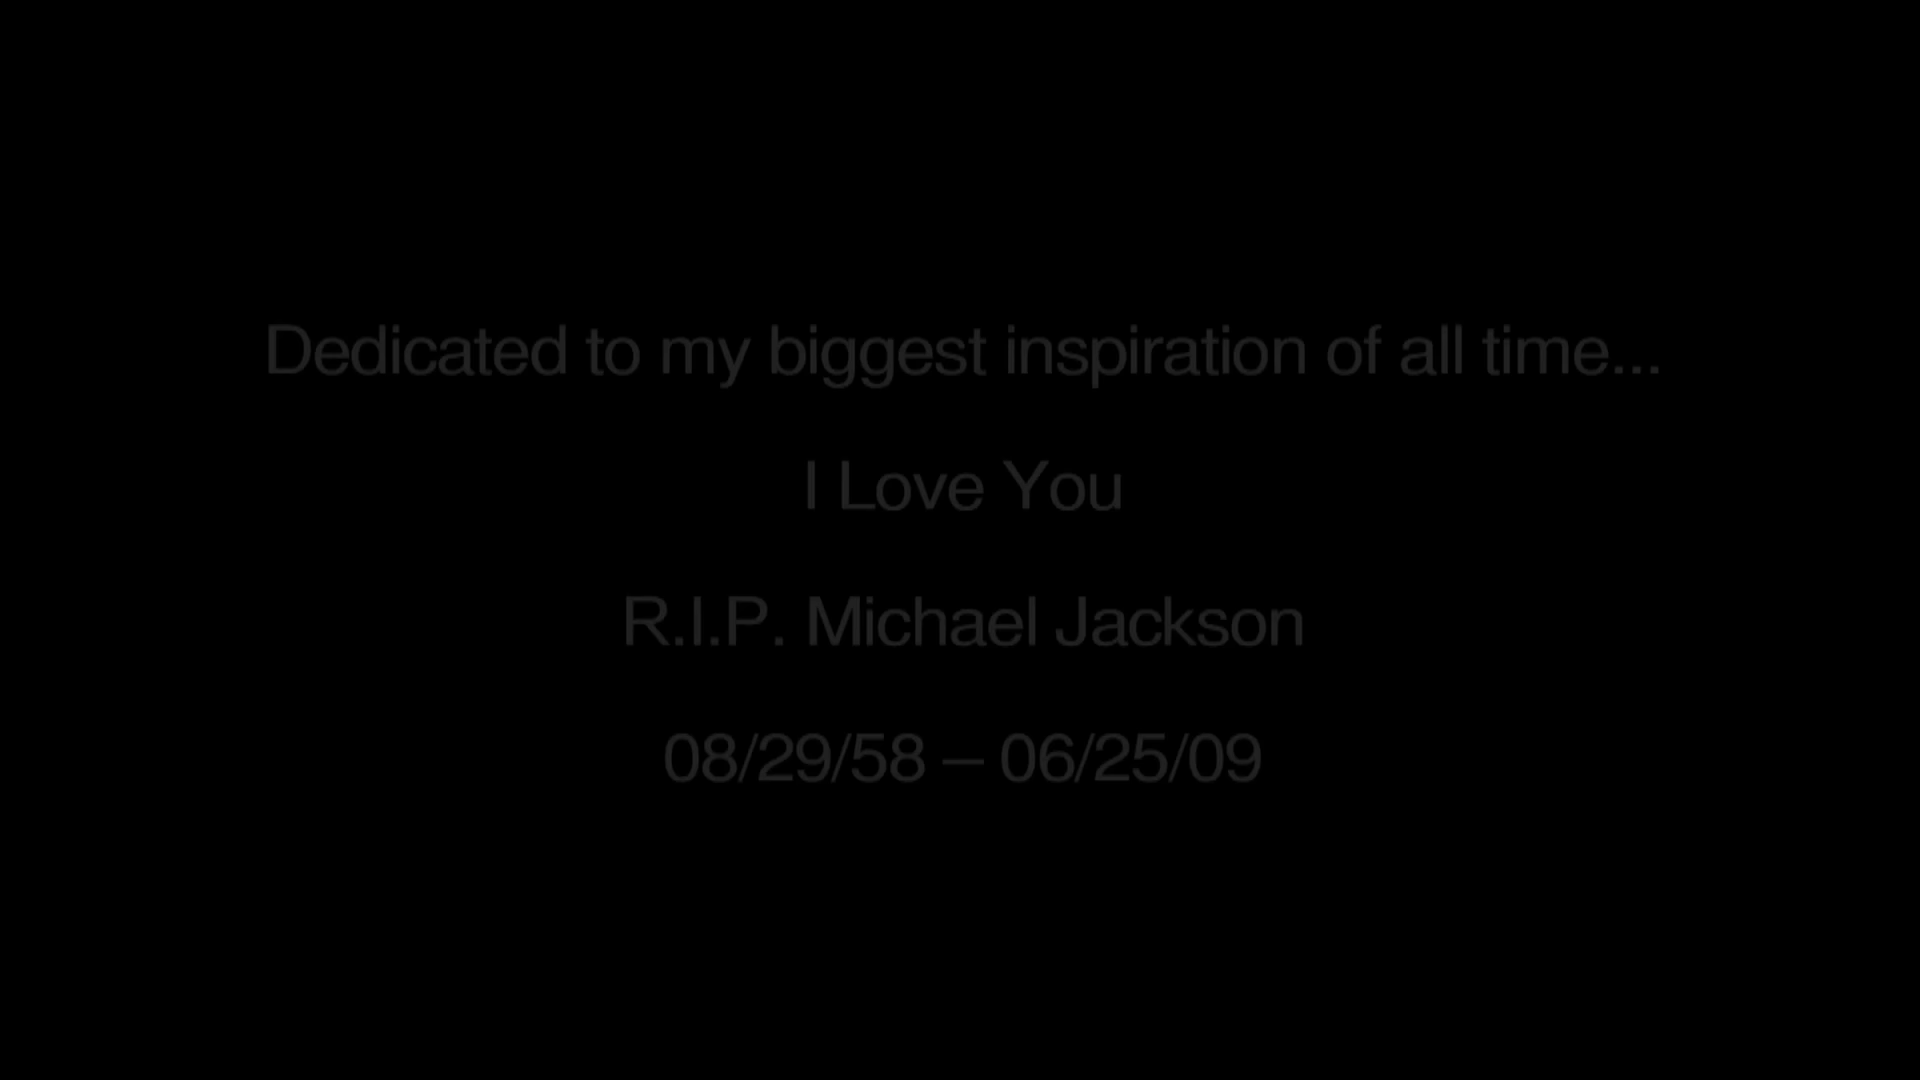 Dedicated to my biggest inspiration of all time...
I Love You
R.I.P. Michael Jackson
08/29/58 – 06/25/09